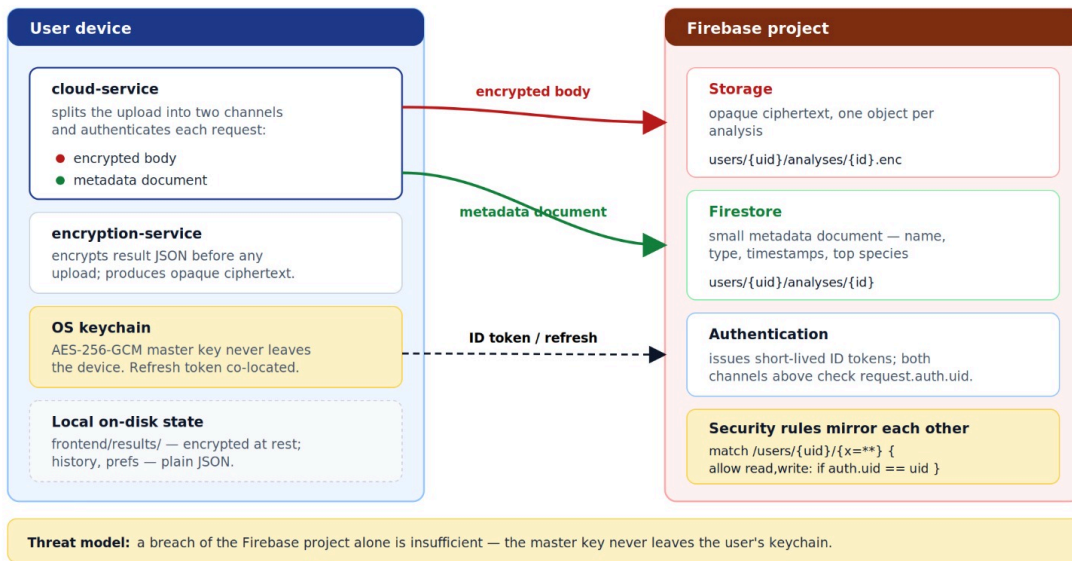 User device
cloud-service
splits the upload into two channels
and authenticates each request:
encrypted body
metadata document
encryption-service
encrypts result JSON before any
upload; produces opaque ciphertext.
OS keychain
AES-256-GCM master key never leaves
the device. Refresh token co-located.
Local on-disk state
frontend/results/ — encrypted at rest;
history, prefs — plain JSON.
encrypted body
metadata document
ID token / refresh
Firebase project
Storage
opaque ciphertext, one object per
analysis
users/{uid}/analyses/{id}.enc
Firestore
small metadata document — name,
type, timestamps, top species
users/{uid}/analyses/{id}
Authentication
issues short-lived ID tokens; both
channels above check request.auth.uid.
Security rules mirror each other
match /users/{uid}/{x=**} {
allow read,write: if auth.uid == uid }
Threat model: a breach of the Firebase project alone is insufficient — the master key never leaves the user's keychain.